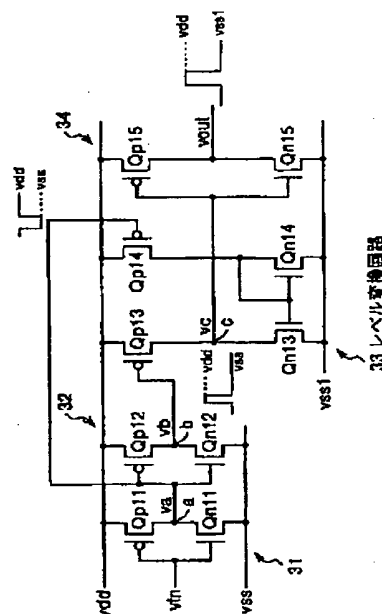 vdd
vss1
34
vdd
vss
Qp15
vout
Qn15
Qp14
Qn14
32
Qp13
vc
c
Qn13
33 レベル変換回路
vdd
vss
Qp12
vb
b
Qn12
vss1
Qp11
va
a
Qn11
31
vdd
vin
vss